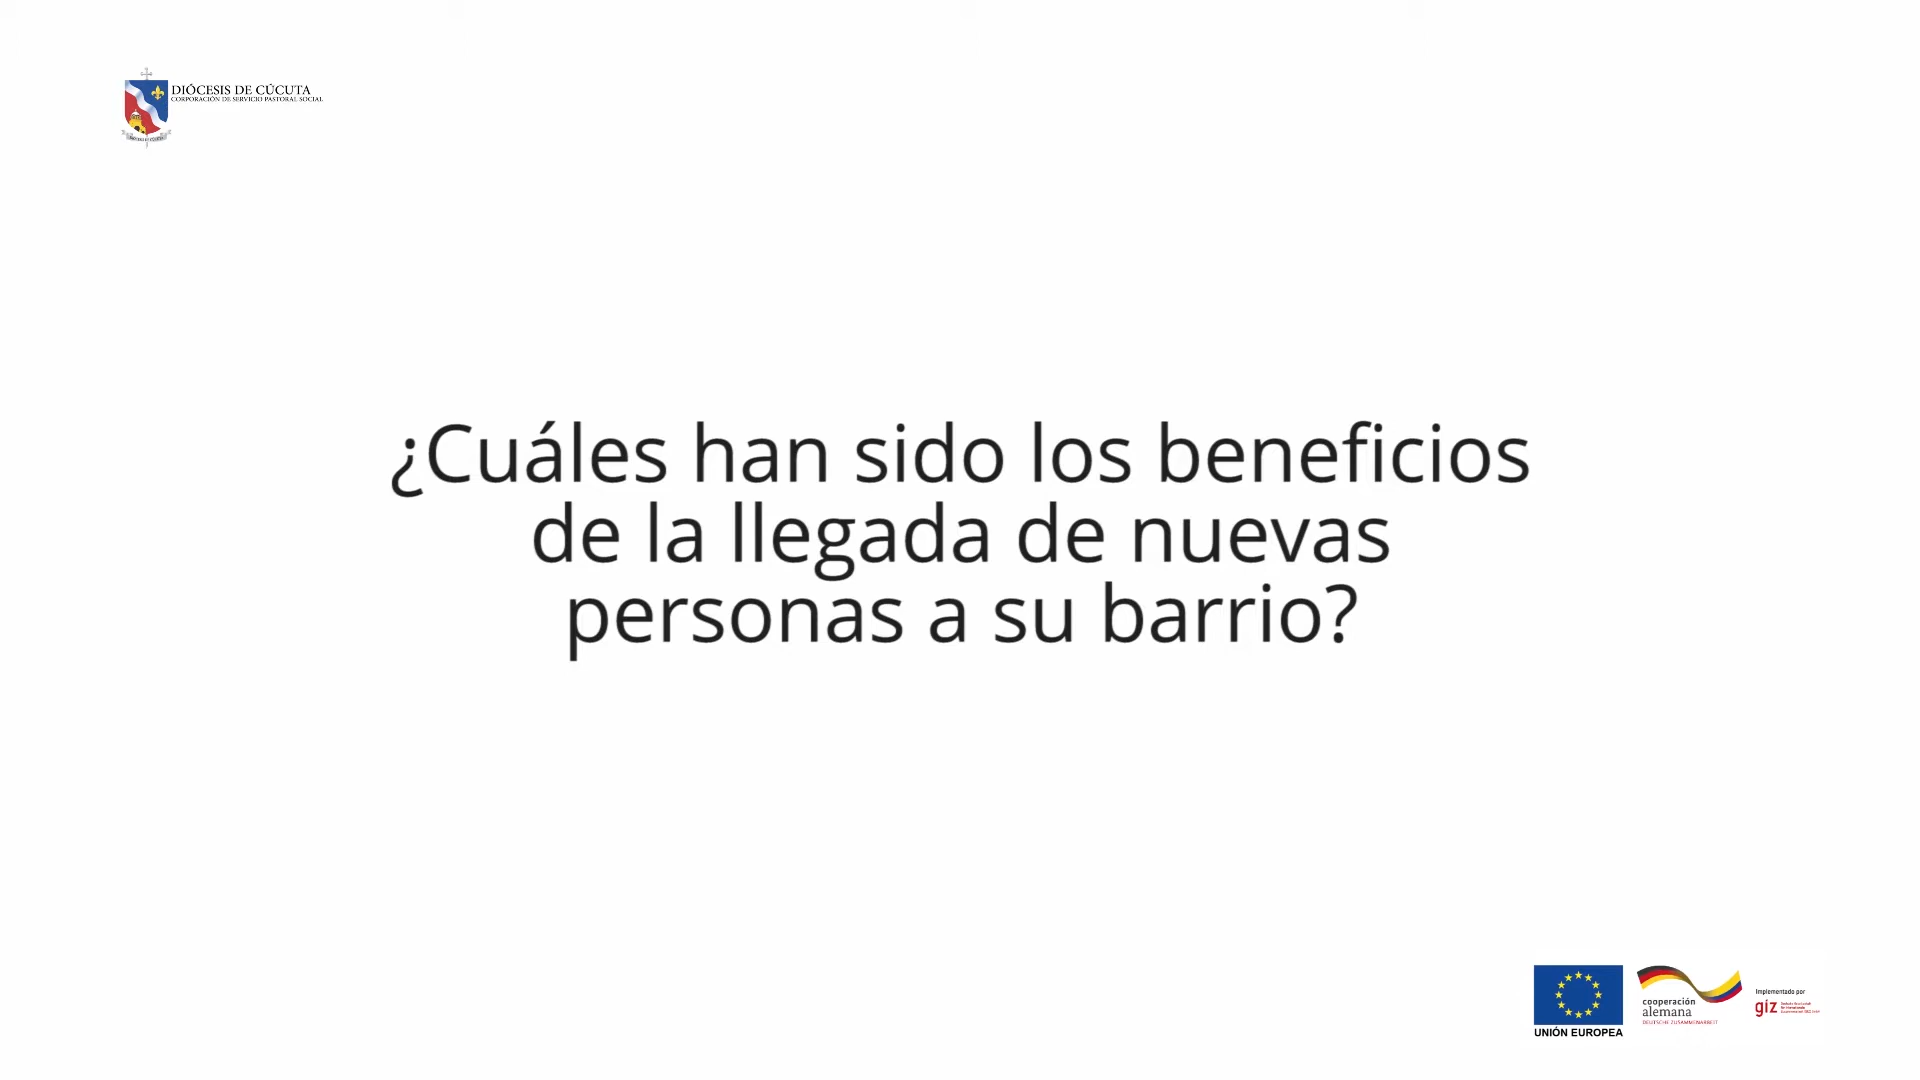 DIÓCESIS DE CÚCUTA
CORPORACIÓN DE SERVICIO PASTORAL SOCIAL
¿Cuáles han sido los beneficios
de la llegada de nuevas
personas a su barrio?
UNIÓN EUROPEA
cooperación
alemana
DEUTSCHE ZUSAMMENARBEIT
Implementado por
giz